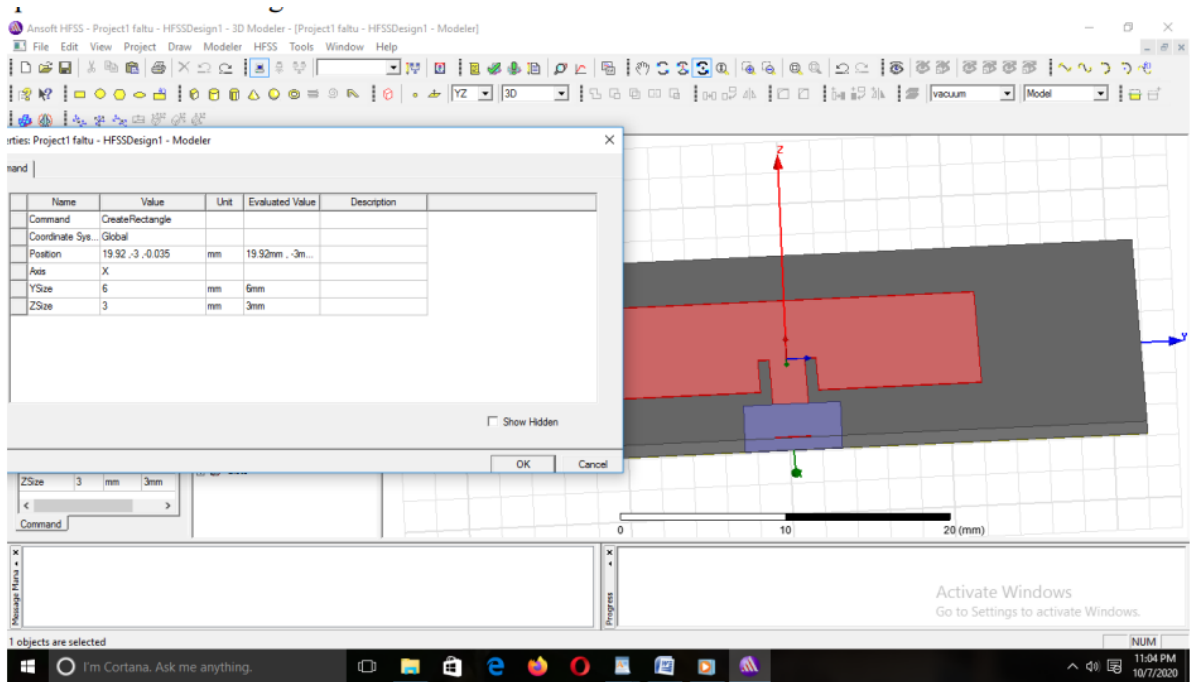 Ansoft HFSS - Project1 faltu - HFSSDesign1 - 3D Modeler - [Project1 faltu - HFSSDesign1 - Modeler]
File Edit View Project Draw Modeler HFSS Tools Window Help
YZ 3D vacuum Model
erties: Project1 faltu - HFSSDesign1 - Modeler
mand
Name Value Unit Evaluated Value Description
Command CreateRectangle
Coordinate Sys... Global
Position 19.92 ,-3 ,-0.035 mm 19.92mm , -3m...
Axis X
YSize 6 mm 6mm
ZSize 3 mm 3mm
Show Hidden
OK Cancel
Z
Y
ZSize 3 mm 3mm
Command
0 10 20 (mm)
Message Mana
Progress
Activate Windows
Go to Settings to activate Windows.
1 objects are selected
NUM
I'm Cortana. Ask me anything.
11:04 PM
10/7/2020